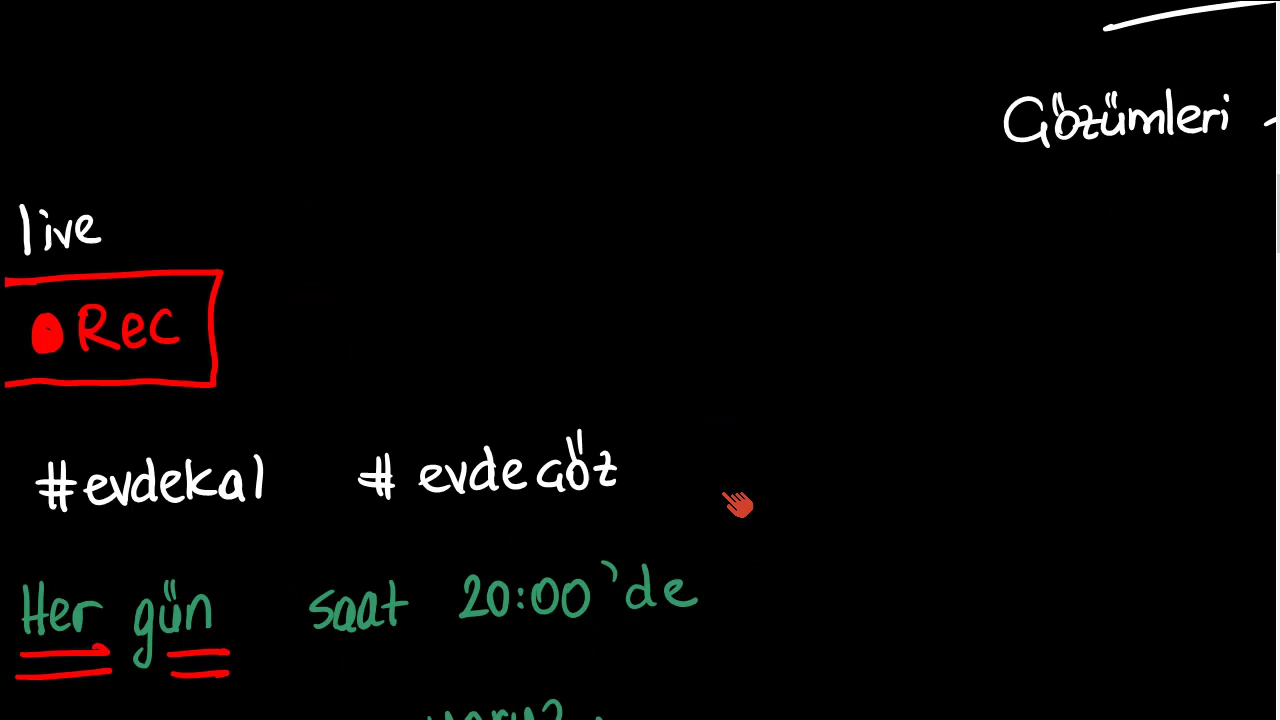 Çözümleri
live
Rec
#evdekal # evdeçöz
Her gün saat 20:00'de